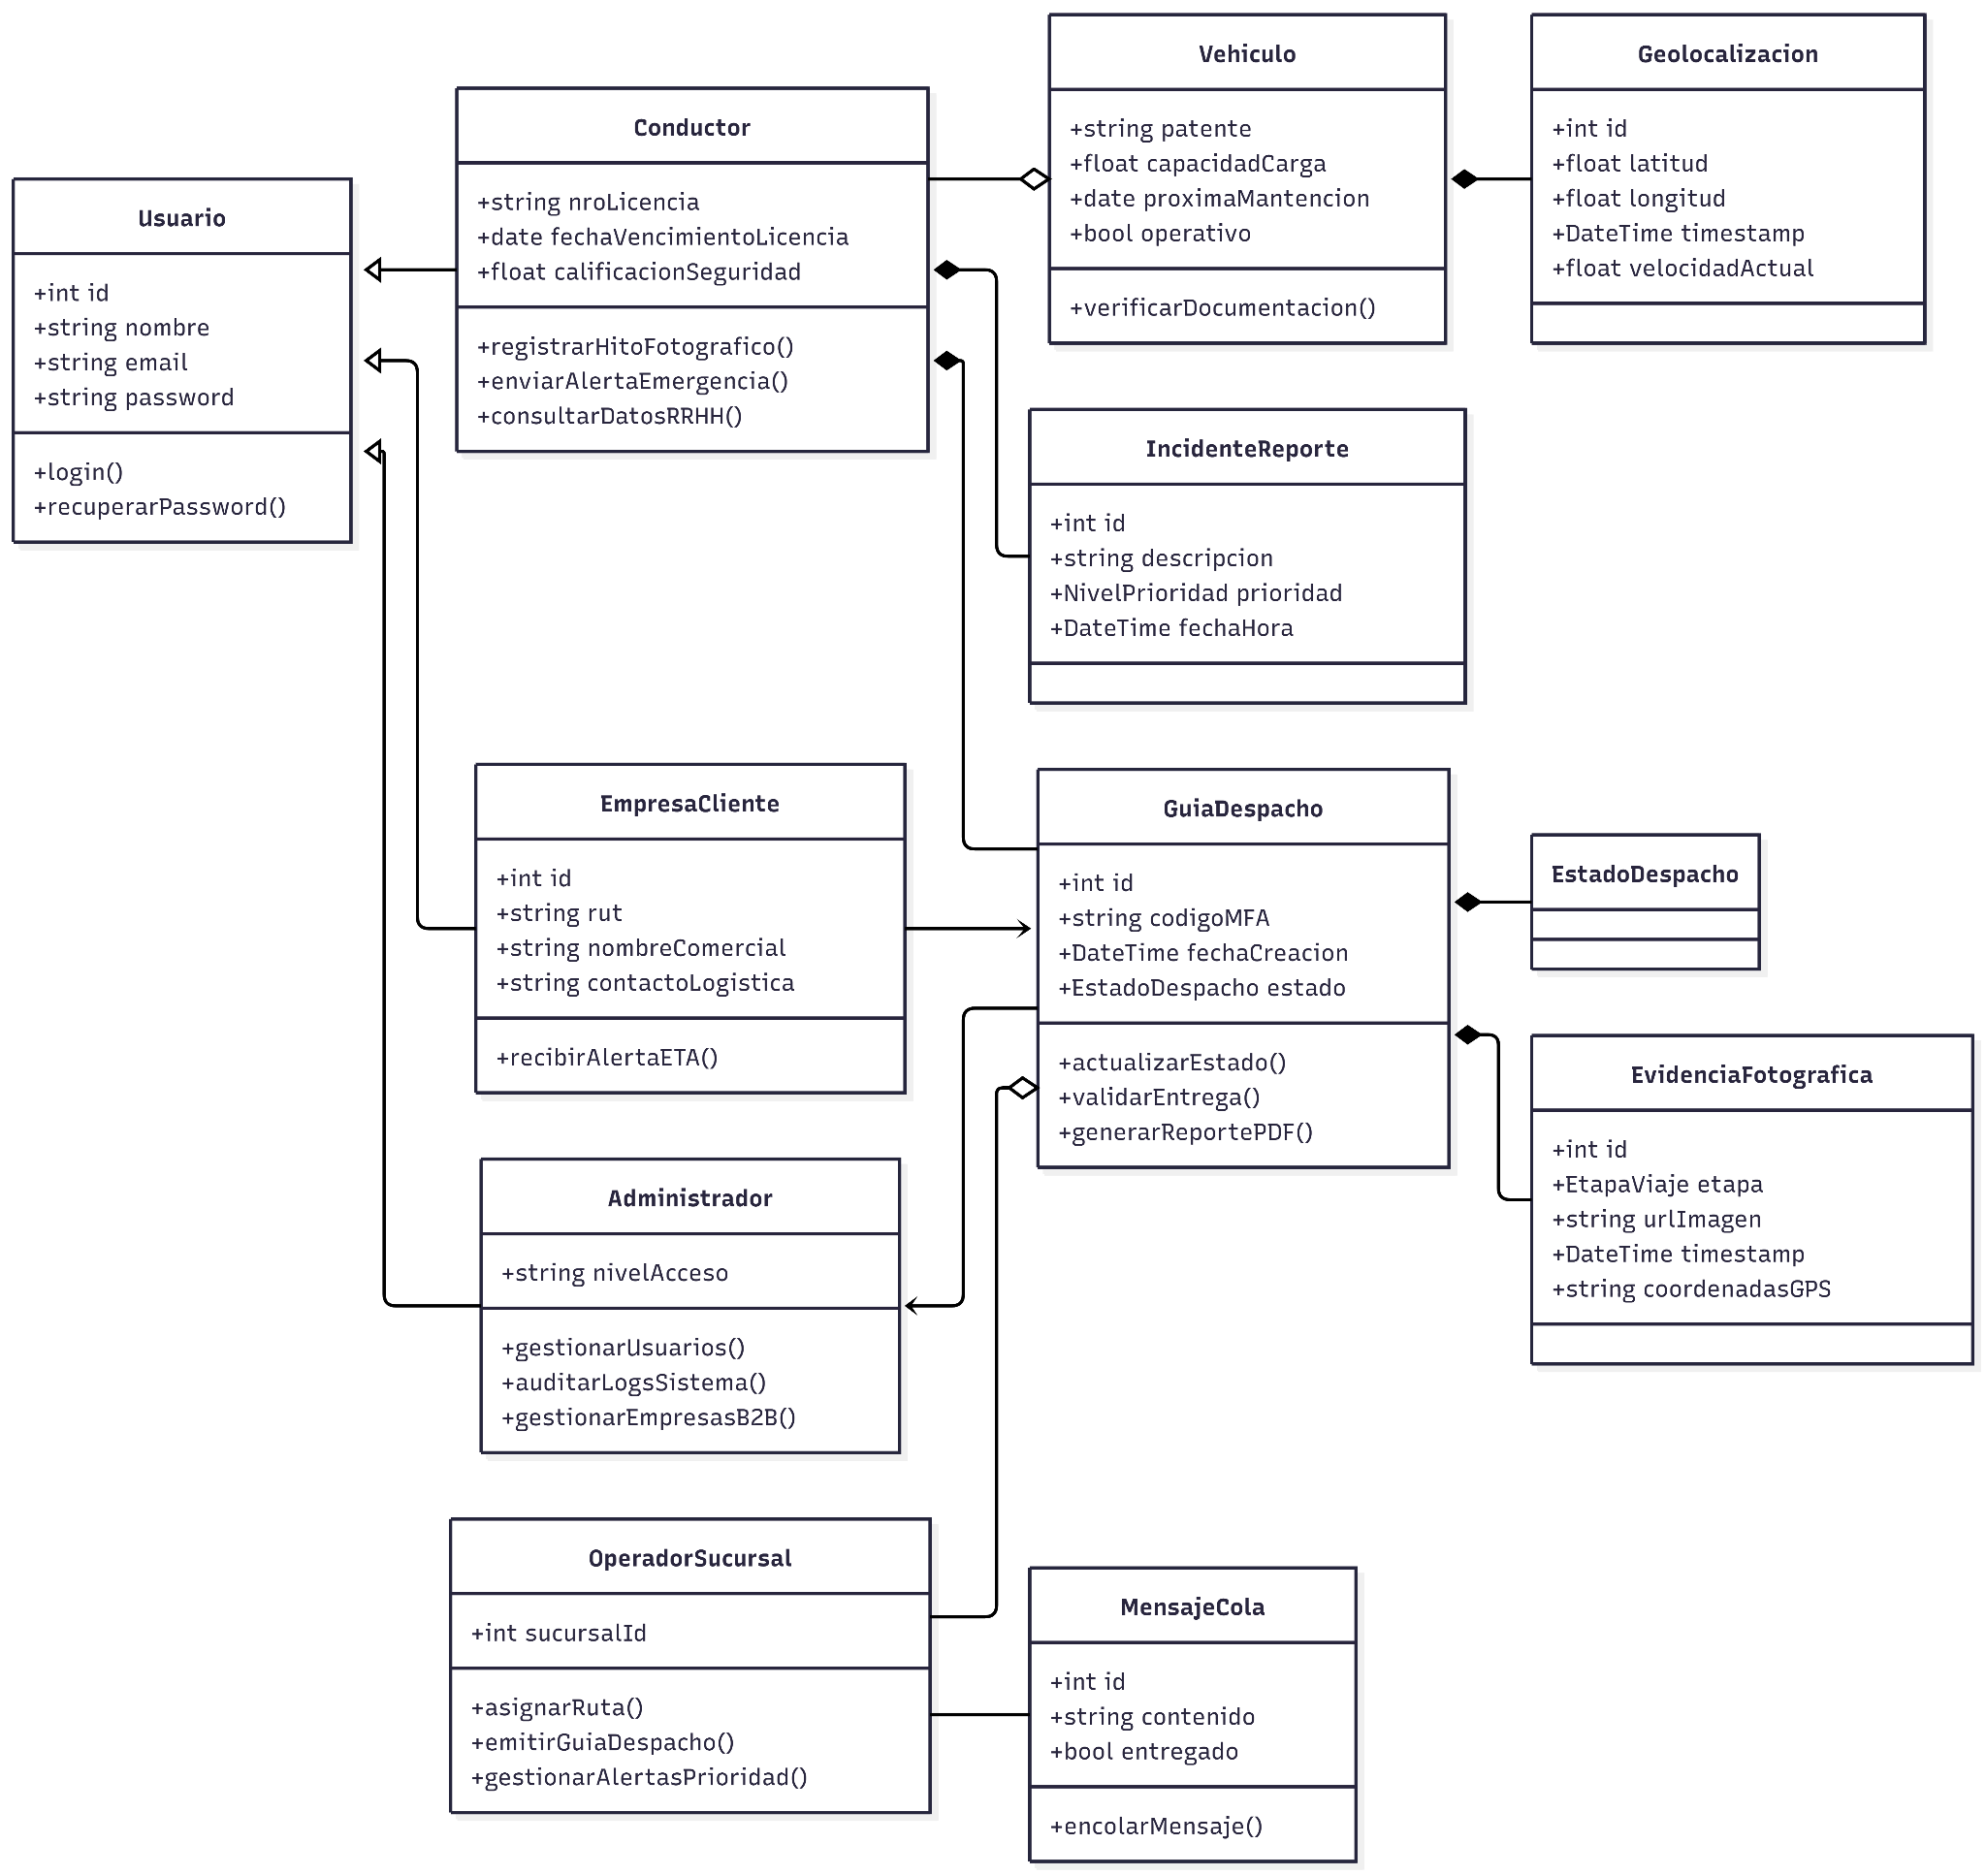 Usuario
+int id
+string nombre
+string email
+string password
+login()
+recuperarPassword()
Conductor
+string nroLicencia
+date fechaVencimientoLicencia
+float calificacionSeguridad
+registrarHitoFotografico()
+enviarAlertaEmergencia()
+consultarDatosRRHH()
Vehiculo
+string patente
+float capacidadCarga
+date proximaMantencion
+bool operativo
+verificarDocumentacion()
Geolocalizacion
+int id
+float latitud
+float longitud
+DateTime timestamp
+float velocidadActual
IncidenteReporte
+int id
+string descripcion
+NivelPrioridad prioridad
+DateTime fechaHora
EmpresaCliente
+int id
+string rut
+string nombreComercial
+string contactoLogistica
+recibirAlertaETA()
GuiaDespacho
+int id
+string codigoMFA
+DateTime fechaCreacion
+EstadoDespacho estado
+actualizarEstado()
+validarEntrega()
+generarReportePDF()
EstadoDespacho
EvidenciaFotografica
+int id
+EtapaViaje etapa
+string urlImagen
+DateTime timestamp
+string coordenadasGPS
Administrador
+string nivelAcceso
+gestionarUsuarios()
+auditarLogsSistema()
+gestionarEmpresasB2B()
OperadorSucursal
+int sucursalId
+asignarRuta()
+emitirGuiaDespacho()
+gestionarAlertasPrioridad()
MensajeCola
+int id
+string contenido
+bool entregado
+encolarMensaje()